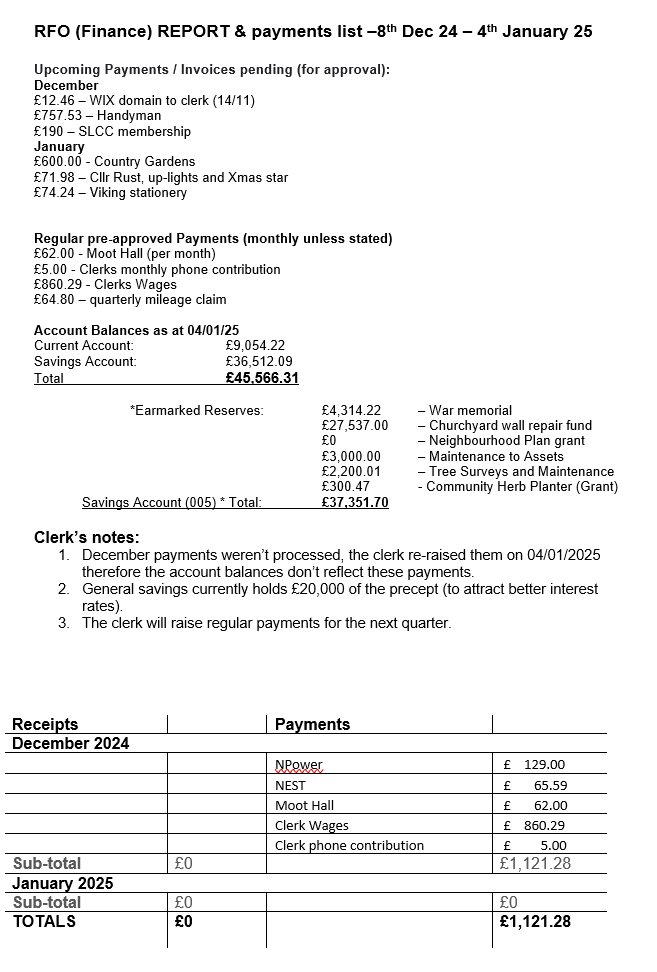 RFO (Finance) REPORT & payments list –8th Dec 24 – 4th January 25
Upcoming Payments / Invoices pending (for approval):
December
£12.46 – WIX domain to clerk (14/11)
£757.53 – Handyman
£190 – SLCC membership
January
£600.00 - Country Gardens
£71.98 – Cllr Rust, up-lights and Xmas star
£74.24 – Viking stationery
Regular pre-approved Payments (monthly unless stated)
£62.00 - Moot Hall (per month)
£5.00 - Clerks monthly phone contribution
£860.29 - Clerks Wages
£64.80 – quarterly mileage claim
Account Balances as at 04/01/25
Current Account: £9,054.22
Savings Account: £36,512.09
Total £45,566.31
*Earmarked Reserves: £4,314.22 – War memorial
£27,537.00 – Churchyard wall repair fund
£0 – Neighbourhood Plan grant
£3,000.00 – Maintenance to Assets
£2,200.01 – Tree Surveys and Maintenance
£300.47 - Community Herb Planter (Grant)
Savings Account (005) * Total: £37,351.70
Clerk's notes:
1. December payments weren't processed, the clerk re-raised them on 04/01/2025
therefore the account balances don't reflect these payments.
2. General savings currently holds £20,000 of the precept (to attract better interest
rates).
3. The clerk will raise regular payments for the next quarter.
Receipts Payments
December 2024
NPower £ 129.00
NEST £ 65.59
Moot Hall £ 62.00
Clerk Wages £ 860.29
Clerk phone contribution £ 5.00
Sub-total £0 £1,121.28
January 2025
Sub-total £0 £0
TOTALS £0 £1,121.28